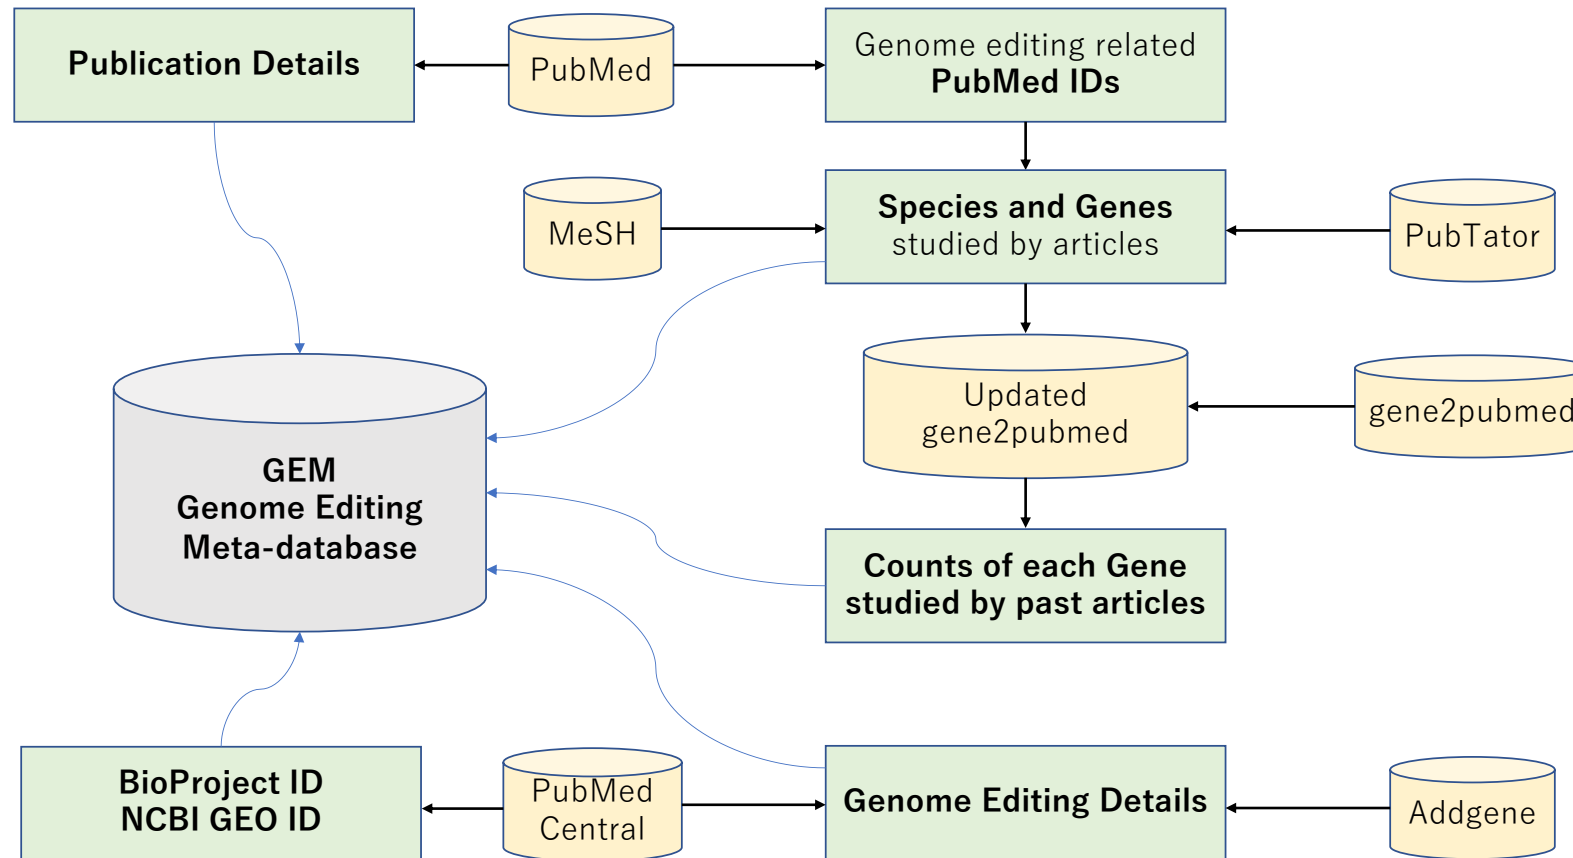 Publication Details
PubMed
Genome editing related
PubMed IDs
MeSH
Species and Genes
studied by articles
PubTator
Updated
gene2pubmed
gene2pubmed
GEM
Genome Editing
Meta-database
Counts of each Gene
studied by past articles
BioProject ID
NCBI GEO ID
PubMed
Central
Genome Editing Details
Addgene